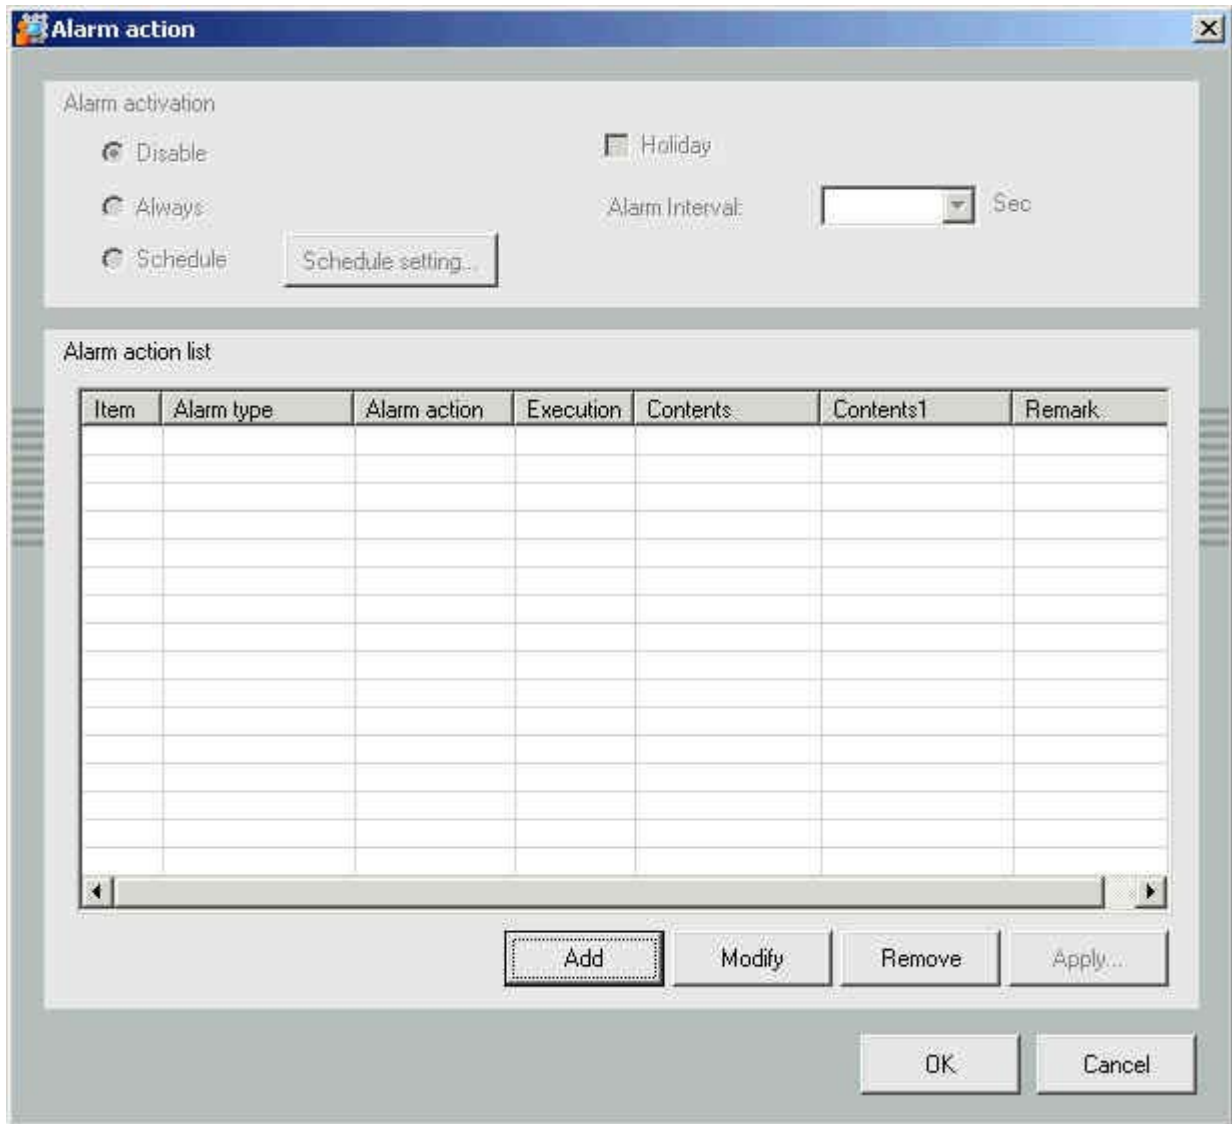 Alarm action
Alarm activation
Disable
Holiday
Always
Alarm Interval:
Sec
Schedule
Schedule setting...
Alarm action list
Item Alarm type Alarm action Execution Contents Contents1 Remark
Add Modify Remove Apply...
OK Cancel